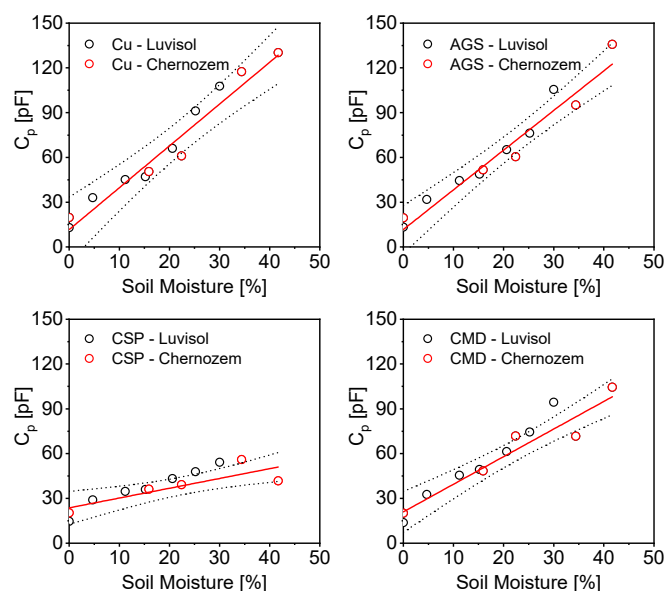 150
120
90
60
30
0
C_p [pF]
Cu - Luvisol
Cu - Chernozem
0 10 20 30 40 50
Soil Moisture [%]
150
120
90
60
30
0
C_p [pF]
AGS - Luvisol
AGS - Chernozem
0 10 20 30 40 50
Soil Moisture [%]
150
120
90
60
30
0
C_p [pF]
CSP - Luvisol
CSP - Chernozem
0 10 20 30 40 50
Soil Moisture [%]
150
120
90
60
30
0
C_p [pF]
CMD - Luvisol
CMD - Chernozem
0 10 20 30 40 50
Soil Moisture [%]